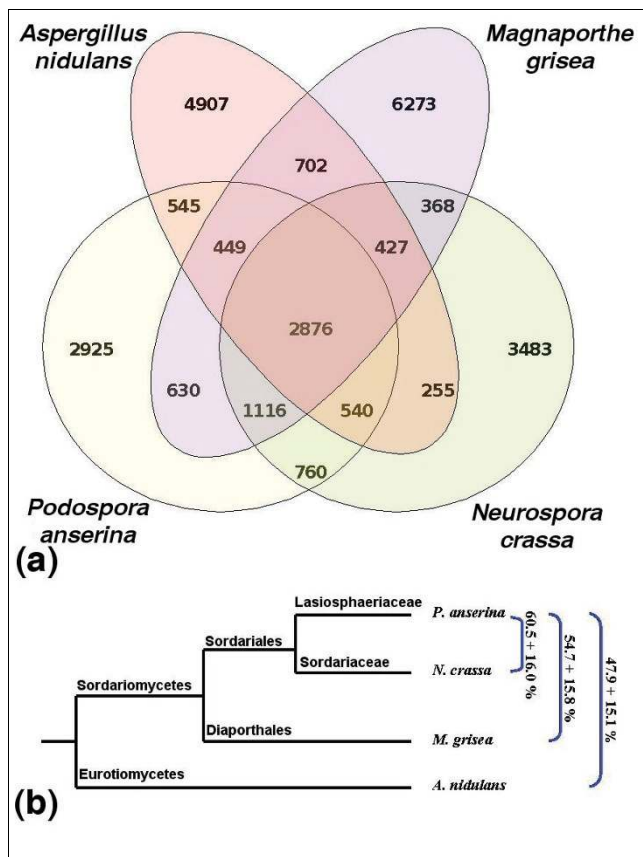 Aspergillus
nidulans
Magnaporthe
grisea
4907
6273
702
545
368
449
427
2876
2925
3483
630
255
1116
540
760
Podospora
anserina
Neurospora
crassa
(a)
Lasiosphaeriaceae
P. anserina
Sordariales
Sordariaceae
N. crassa
Sordariomycetes
Diaporthales
M. grisea
Eurotiomycetes
A. nidulans
60.5 + 16.0 %
54.7 + 15.8 %
47.9 + 15.1 %
(b)